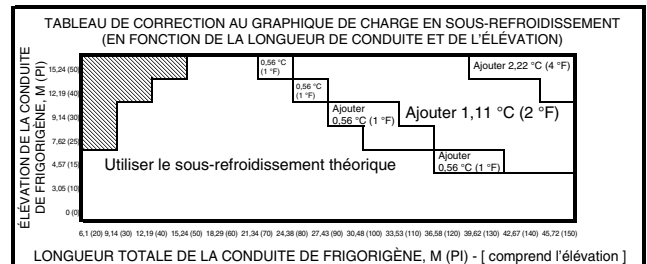 TABLEAU DE CORRECTION AU GRAPHIQUE DE CHARGE EN SOUS-REFROIDISSEMENT
(EN FONCTION DE LA LONGUEUR DE CONDUITE ET DE L'ÉLÉVATION)
ÉLÉVATION DE LA CONDUITE
DE FRIGORIGÈNE, M (PI)
15,24 (50)
12,19 (40)
9,14 (30)
7,62 (25)
4,57 (15)
3,05 (10)
0 (0)
0,56 °C
(1 °F)
Ajouter 2,22 °C (4 °F)
0,56 °C
(1 °F)
Ajouter
0,56 °C (1 °F)
Ajouter 1,11 °C (2 °F)
Utiliser le sous-refroidissement théorique
Ajouter
0,56 °C (1 °F)
6,1 (20) 9,14 (30) 12,19 (40) 15,24 (50) 18,29 (60) 21,34 (70) 24,38 (80) 27,43 (90) 30,48 (100) 33,53 (110) 36,58 (120) 39,62 (130) 42,67 (140) 45,72 (150)
LONGUEUR TOTALE DE LA CONDUITE DE FRIGORIGÈNE, M (PI) - [ comprend l'élévation ]